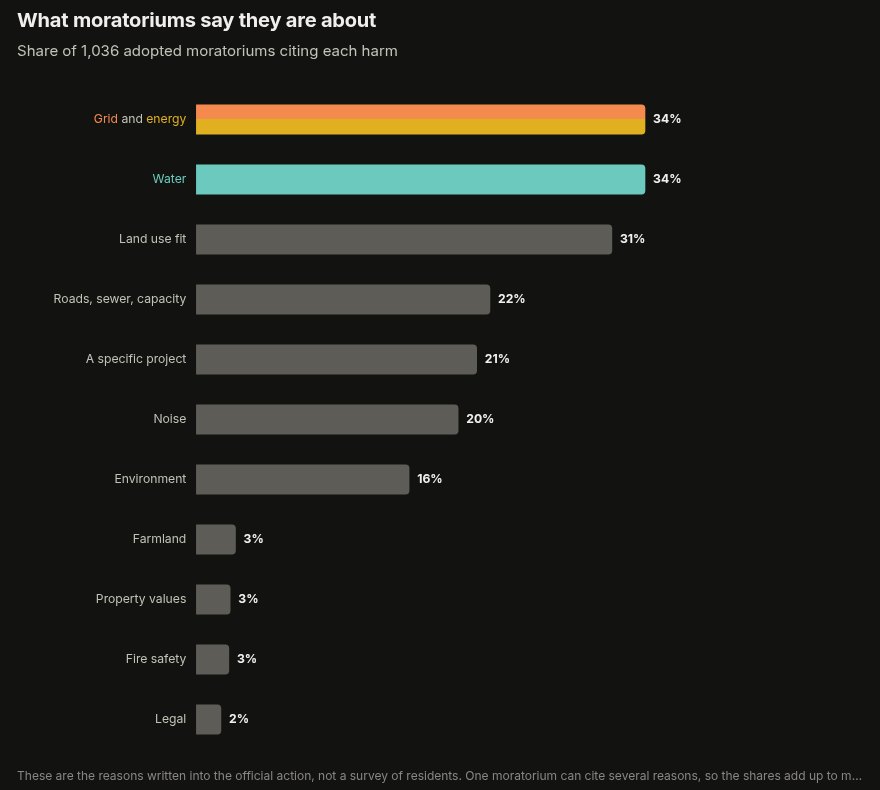 What moratoriums say they are about
Share of 1,036 adopted moratoriums citing each harm
Grid and energy 34%
Water 34%
Land use fit 31%
Roads, sewer, capacity 22%
A specific project 21%
Noise 20%
Environment 16%
Farmland 3%
Property values 3%
Fire safety 3%
Legal 2%
These are the reasons written into the official action, not a survey of residents. One moratorium can cite several reasons, so the shares add up to m...